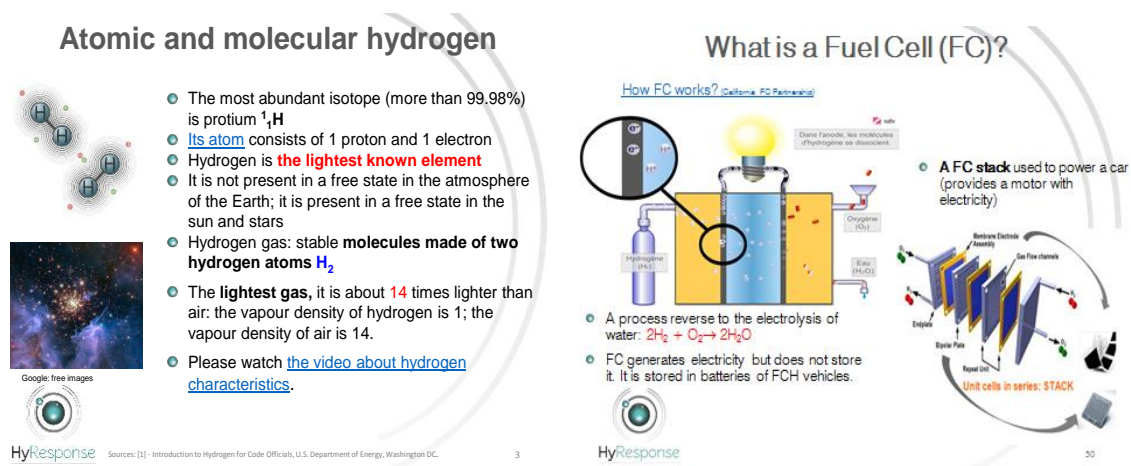 Atomic and molecular hydrogen
The most abundant isotope (more than 99.98%)
is protium ¹₁H
Its atom consists of 1 proton and 1 electron
Hydrogen is the lightest known element
It is not present in a free state in the atmosphere
of the Earth; it is present in a free state in the
sun and stars
Hydrogen gas: stable molecules made of two
hydrogen atoms H₂
The lightest gas, it is about 14 times lighter than
air: the vapour density of hydrogen is 1; the
vapour density of air is 14.
Please watch the video about hydrogen
characteristics.
H
H
H
H
Google: free images
HyResponse
Sources: [1] - Introduction to Hydrogen for Code Officials, U.S. Department of Energy, Washington DC.
3
What is a Fuel Cell (FC)?
How FC works? (California FC Partnership)
Dans l'anode, les molécules
d'hydrogène se dissocient.
e⁻
e⁻
H⁺
H⁺
Oxygène
(O₂)
Hydrogène
(H₂)
Eau
(H₂O)
A process reverse to the electrolysis of
water: 2H₂ + O₂→ 2H₂O
FC generates electricity but does not store
it. It is stored in batteries of FCH vehicles.
A FC stack used to power a car
(provides a motor with
electricity)
Membrane Electrode
Assembly
Gas Flow channels
O₂
H₂
H₂
O₂
Endplate
Bipolar Plate
Repeat Unit
Unit cells in series: STACK
HyResponse